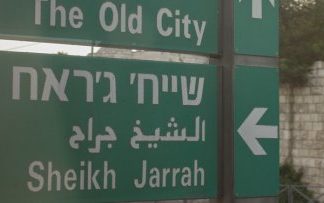 The Old City
שייח' ג'ראח
الشيخ جراح
Sheikh Jarrah